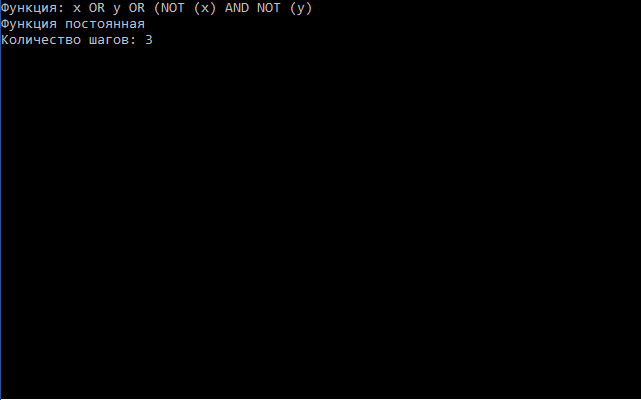 Функция: x OR y OR (NOT (x) AND NOT (y)
Функция постоянная
Количество шагов: 3